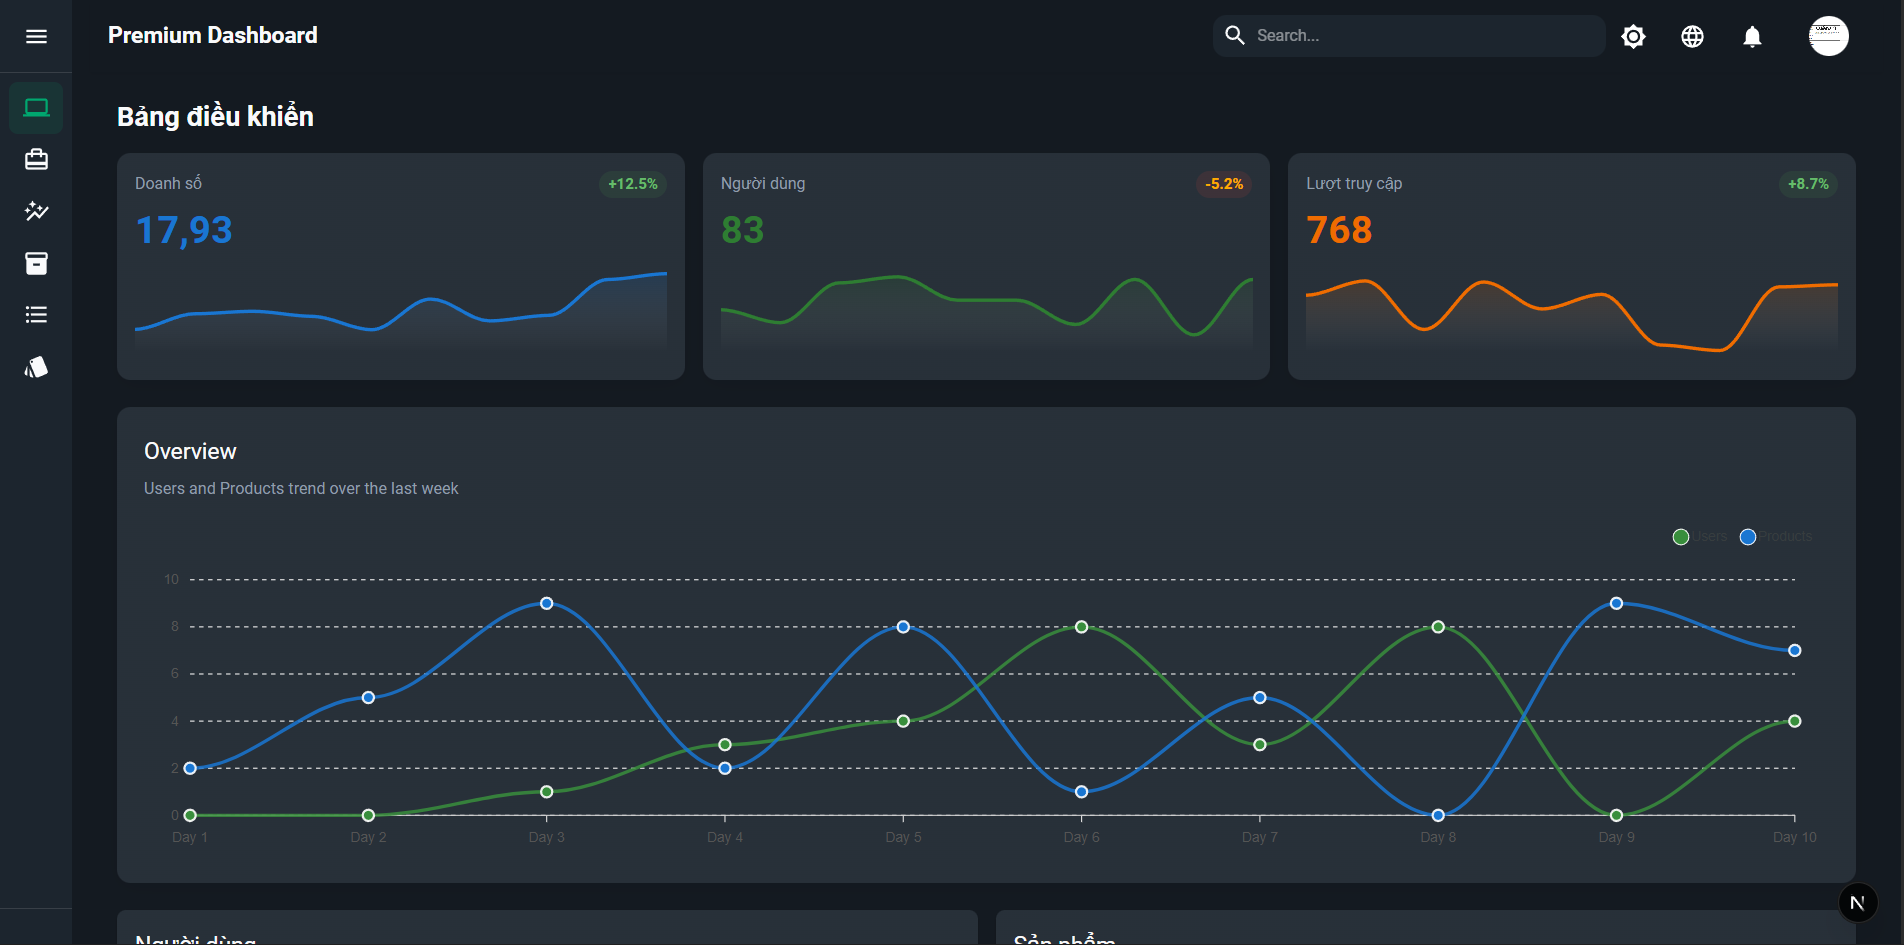 Premium Dashboard
Search...
Bảng điều khiển
Doanh số
+12.5%
17,93
Người dùng
-5.2%
83
Lượt truy cập
+8.7%
768
Overview
Users and Products trend over the last week
Users
Products
10
8
6
4
2
0
Day 1 Day 2 Day 3 Day 4 Day 5 Day 6 Day 7 Day 8 Day 9 Day 10
N
Người dùng
Sản phẩm